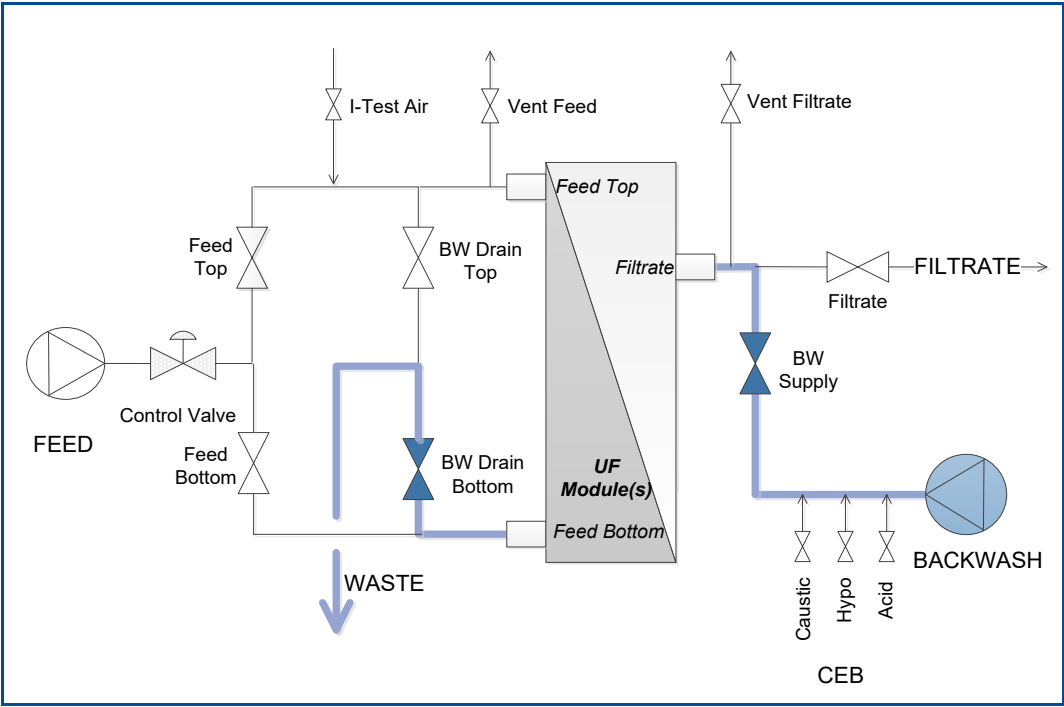 I-Test Air
Vent Feed
Vent Filtrate
Feed Top
Feed
Top
BW Drain
Top
Filtrate
FILTRATE
Filtrate
BW
Supply
Control Valve
FEED
Feed
Bottom
BW Drain
Bottom
UF
Module(s)
Feed Bottom
BACKWASH
WASTE
Caustic
Hypo
Acid
CEB